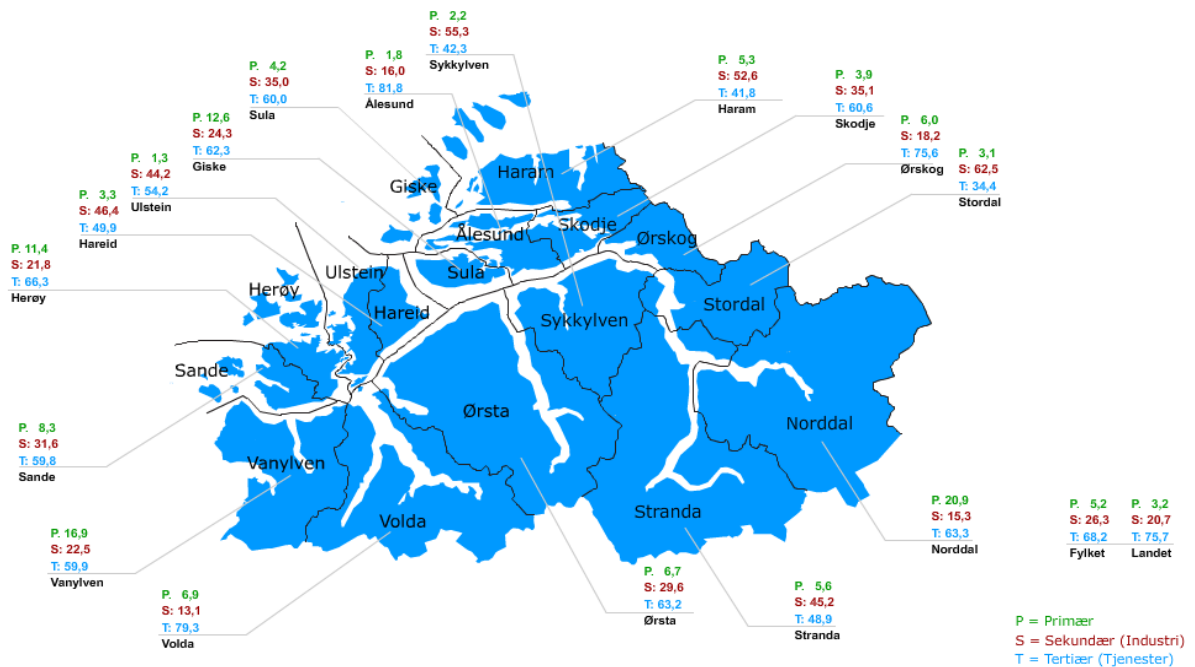 P. 2,2
S: 55,3
T: 42,3
Sykkylven
P. 1,8
S: 16,0
T: 81,8
Ålesund
P. 4,2
S: 35,0
T: 60,0
Sula
P. 5,3
S: 52,6
T: 41,8
Haram
P. 3,9
S: 35,1
T: 60,6
Skodje
P. 12,6
S: 24,3
T: 62,3
Giske
P. 6,0
S: 18,2
T: 75,6
Ørskog
P. 1,3
S: 44,2
T: 54,2
Ulstein
P. 3,1
S: 62,5
T: 34,4
Stordal
P. 3,3
S: 46,4
T: 49,9
Hareid
P. 11,4
S: 21,8
T: 66,3
Herøy
Haram
Giske
Skodje
Ålesund
Ørskog
Ulstein
Sula
Herøy
Hareid
Stordal
Sykkylven
Sande
Ørsta
Norddal
Vanylven
Stranda
Volda
P. 8,3
S: 31,6
T: 59,8
Sande
P. 16,9
S: 22,5
T: 59,9
Vanylven
P. 6,9
S: 13,1
T: 79,3
Volda
P. 6,7
S: 29,6
T: 63,2
Ørsta
P. 5,6
S: 45,2
T: 48,9
Stranda
P. 20,9
S: 15,3
T: 63,3
Norddal
P. 5,2
S: 26,3
T: 68,2
Fylket
P. 3,2
S: 20,7
T: 75,7
Landet
P = Primær
S = Sekundær (Industri)
T = Tertiær (Tjenester)